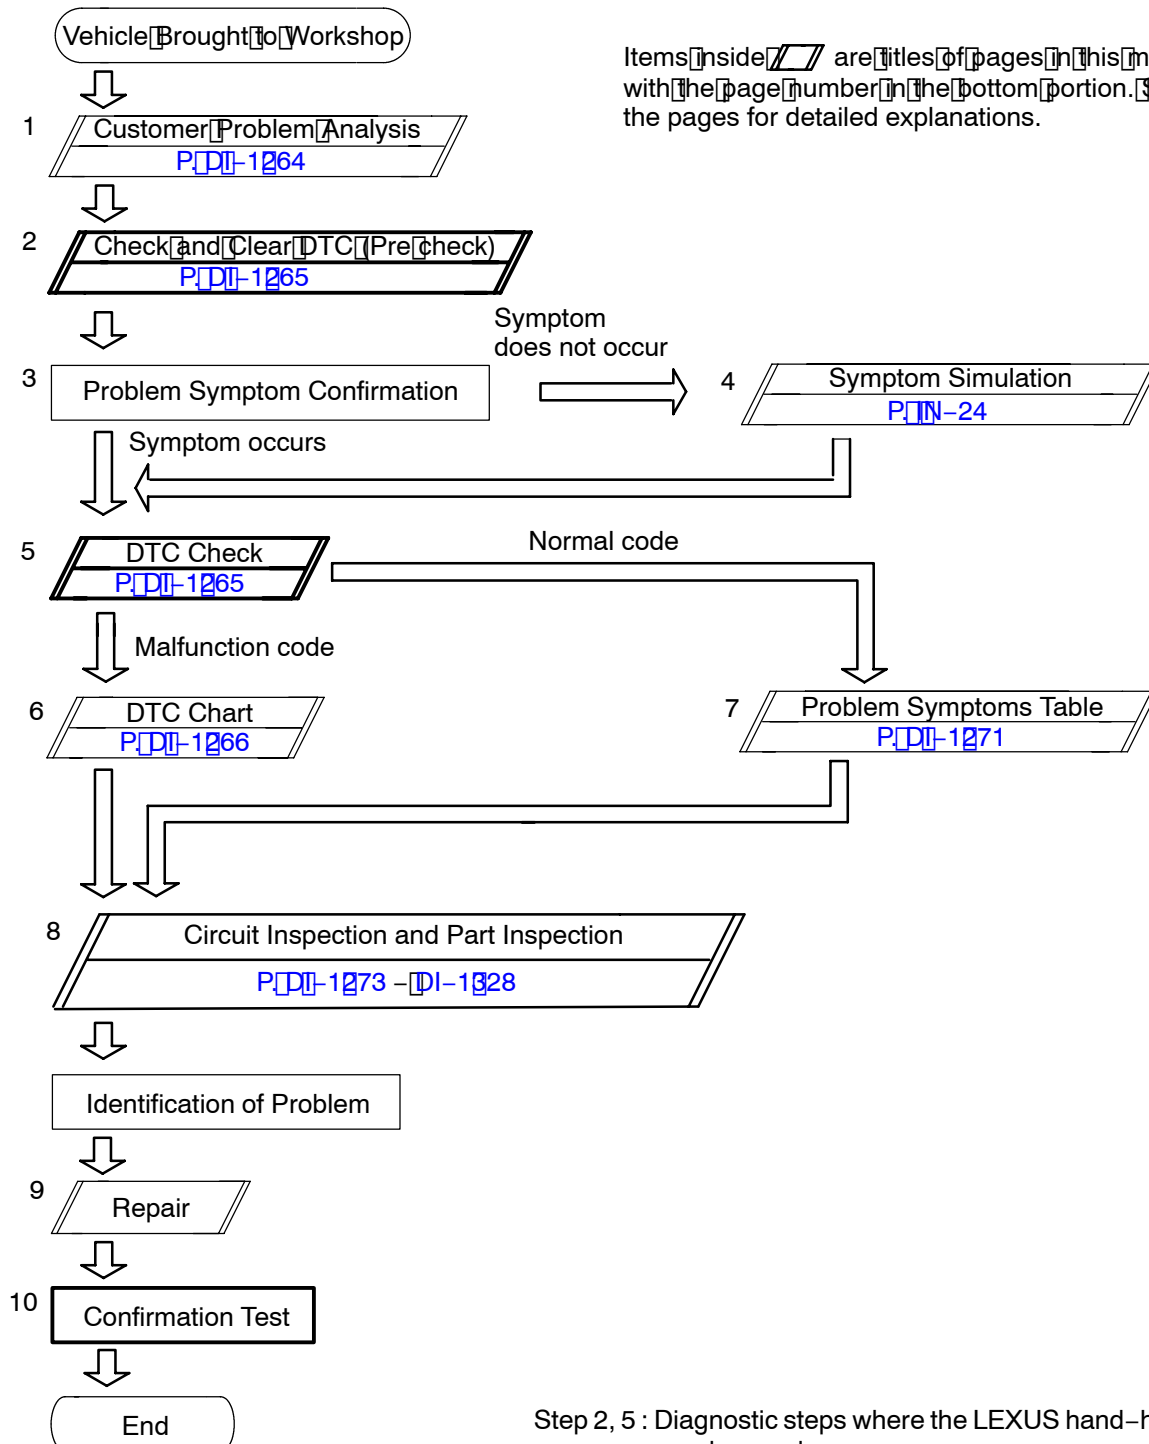 Vehicle Brought to Workshop
Items inside are titles of pages in this
with the page number in the bottom portion.
the pages for detailed explanations.
1
Customer Problem Analysis
P. DI–1264
2
Check and Clear DTC (Pre check)
P. DI–1265
Symptom
does not occur
3
Problem Symptom Confirmation
4
Symptom Simulation
P. IN–24
Symptom occurs
5
DTC Check
P. DI–1265
Normal code
Malfunction code
6
DTC Chart
P. DI–1266
7
Problem Symptoms Table
P. DI–1271
8
Circuit Inspection and Part Inspection
P. DI–1273 – DI–1328
Identification of Problem
9
Repair
10
Confirmation Test
End
Step 2, 5 : Diagnostic steps where the LEXUS